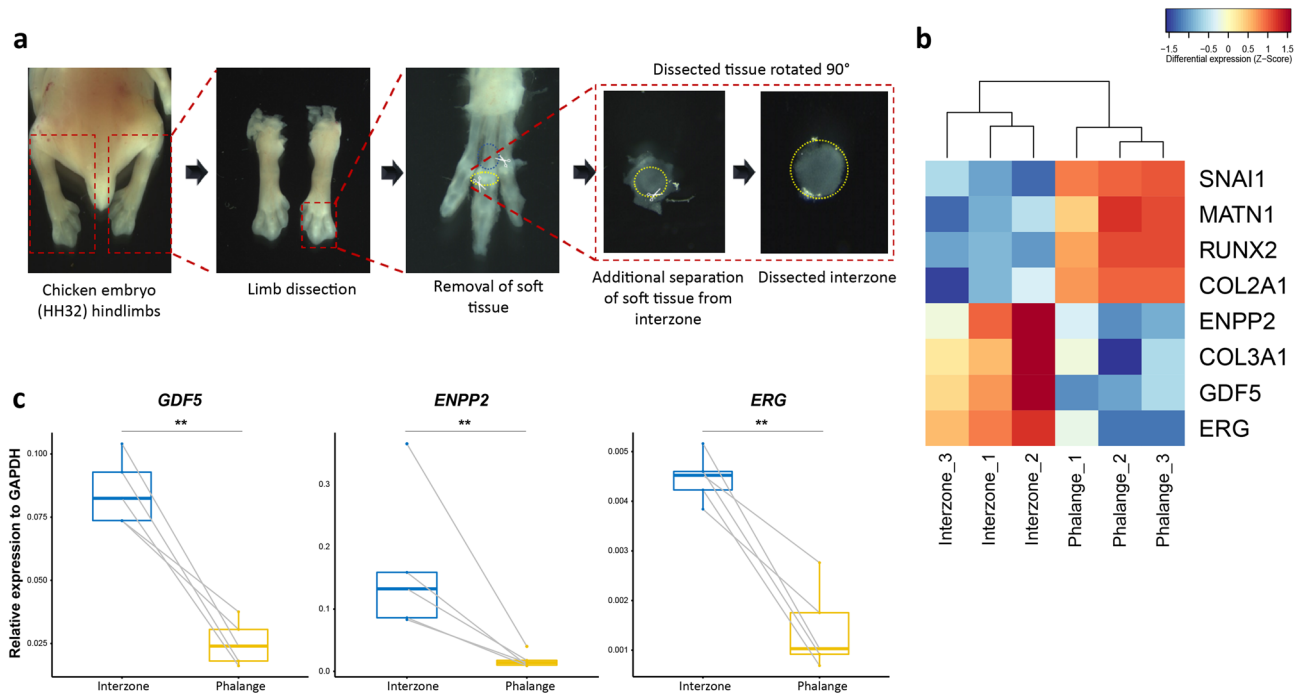 a
Dissected tissue rotated 90°
Chicken embryo
(HH32) hindlimbs
Limb dissection
Removal of soft
tissue
Additional separation
of soft tissue from
interzone
Dissected interzone
b
-1.5 -0.5 0 0.5 1 1.5
Differential expression (Z-Score)
SNAI1
MATN1
RUNX2
COL2A1
ENPP2
COL3A1
GDF5
ERG
Interzone_3
Interzone_1
Interzone_2
Phalange_1
Phalange_2
Phalange_3
c
Relative expression to GAPDH
GDF5
**
0.100
0.075
0.050
0.025
Interzone Phalange
ENPP2
**
0.3
0.2
0.1
0.0
Interzone Phalange
ERG
**
0.005
0.004
0.003
0.002
0.001
Interzone Phalange